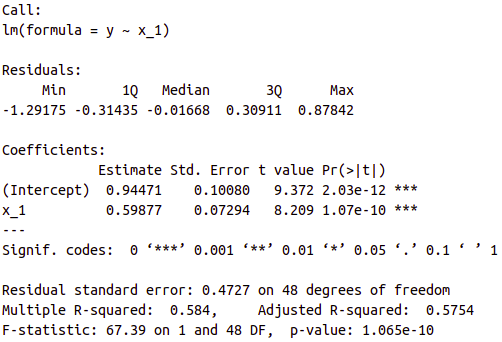 Call:
lm(formula = y ~ x_1)
Residuals:
     Min       1Q   Median       3Q      Max
-1.29175 -0.31435 -0.01668  0.30911  0.87842
Coefficients:
            Estimate Std. Error t value Pr(>|t|)
(Intercept)  0.94471    0.10080   9.372 2.03e-12 ***
x_1          0.59877    0.07294   8.209 1.07e-10 ***
---
Signif. codes:  0 ‘***’ 0.001 ‘**’ 0.01 ‘*’ 0.05 ‘.’ 0.1 ‘ ’ 1
Residual standard error: 0.4727 on 48 degrees of freedom
Multiple R-squared:  0.584,     Adjusted R-squared:  0.5754
F-statistic: 67.39 on 1 and 48 DF,  p-value: 1.065e-10